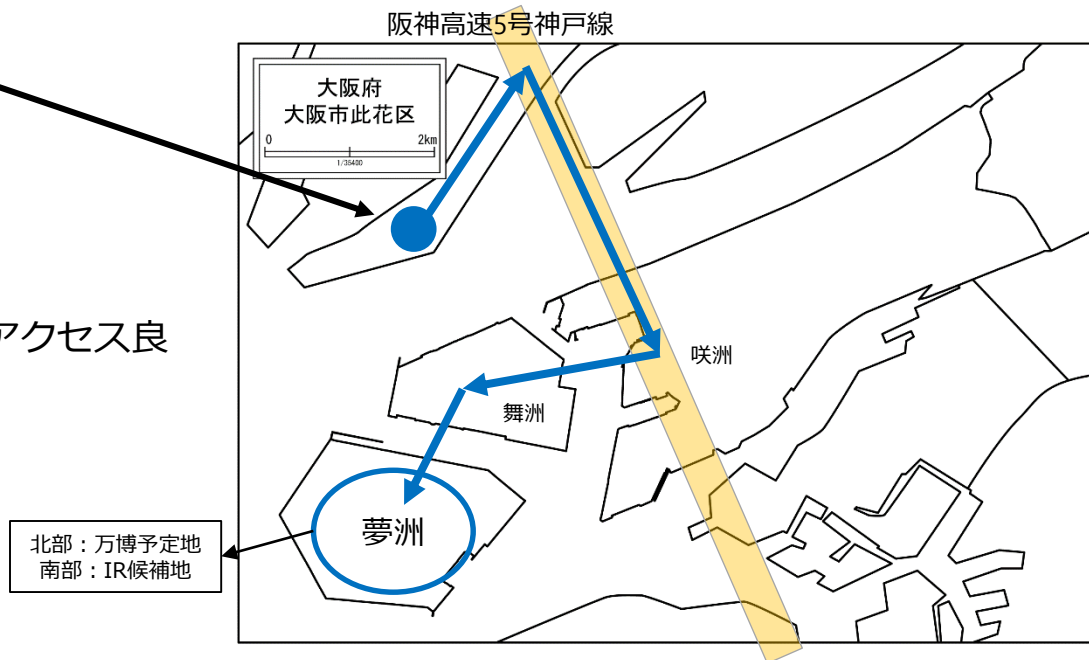 阪神高速5号神戸線
大阪府
大阪市此花区
0 2km
1/36400
アクセス良
咲洲
舞洲
夢洲
北部：万博予定地
南部：IR候補地